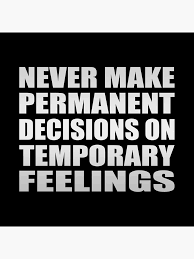 NEVER MAKE
PERMANENT
DECISIONS ON
TEMPORARY
FEELINGS